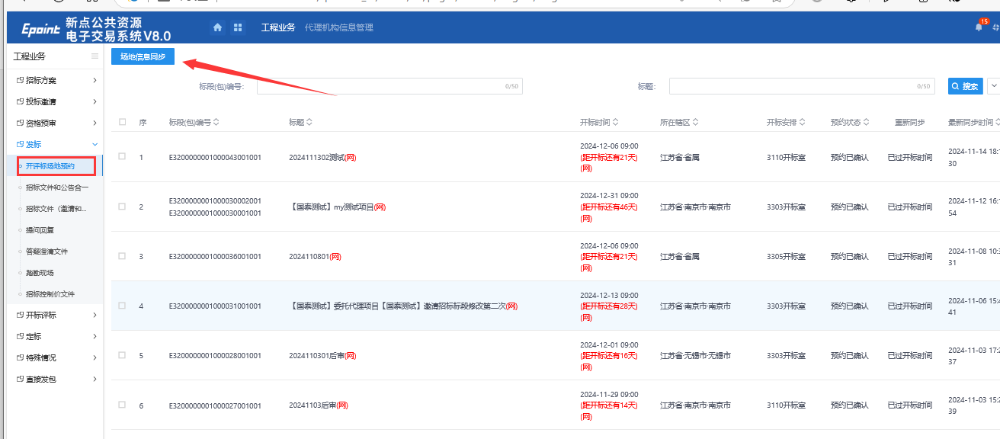 Epoint
新点公共资源
电子交易系统V8.0
工程业务
代理机构信息管理
15
工程业务
招标方案
投标邀请
资格预审
发标
开评标场地预约
招标文件和公告合一
招标文件（邀请和...
提问回复
答疑澄清文件
踏勘现场
招标控制价文件
开标评标
定标
特殊情况
直接发包
场地信息同步
标段(包)编号:
0/50
标题:
0/50
搜索
序 标段(包)编号 标题 开标时间 所在辖区 开标安排 预约状态 重新同步 最新同步时间
1 E3200000001000043001001 2024111302测试(网) 2024-12-06 09:00 江苏省·省属 3110开标室 预约已确认 已过开标时间 2024-11-14 18:1
(距开标还有21天) 30
(网)
2 E3200000001000030002001 【国泰测试】my测试项目(网) 2024-12-31 09:00 江苏省·南京市·南京市 3303开标室 预约已确认 已过开标时间 2024-11-12 16:1
E3200000001000030001001 (距开标还有46天) 54
(网)
3 E3200000001000036001001 2024110801(网) 2024-12-06 09:00 江苏省·省属 3305开标室 预约已确认 已过开标时间 2024-11-08 10:3
(距开标还有21天) 31
(网)
4 E3200000001000031001001 【国泰测试】委托代理项目【国泰测试】邀请招标标段修改第二次(网) 2024-12-13 09:00 江苏省·南京市·南京市 3303开标室 预约已确认 已过开标时间 2024-11-06 15:4
(距开标还有28天) 41
(网)
5 E3200000001000028001001 2024110301后审(网) 2024-12-01 09:00 江苏省·无锡市·无锡市 3303开标室 预约已确认 已过开标时间 2024-11-03 17:2
(距开标还有16天) 37
(网)
6 E3200000001000027001001 20241103后审(网) 2024-11-29 09:00 江苏省·南京市·南京市 3110开标室 预约已确认 已过开标时间 2024-11-03 15:2
(距开标还有14天) 39
(网)